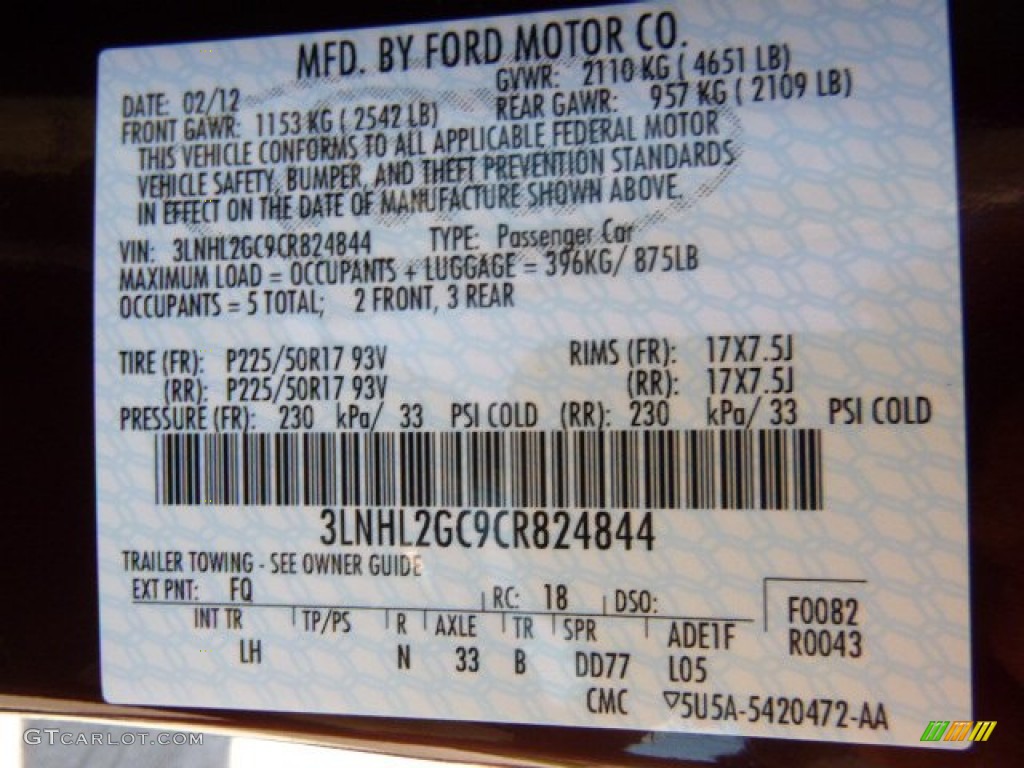 MFD. BY FORD MOTOR CO.
DATE: 02/12 GVWR: 2110 KG ( 4651 LB)
FRONT GAWR: 1153 KG ( 2542 LB) REAR GAWR: 957 KG ( 2109 LB)
THIS VEHICLE CONFORMS TO ALL APPLICABLE FEDERAL MOTOR
VEHICLE SAFETY, BUMPER, AND THEFT PREVENTION STANDARDS
IN EFFECT ON THE DATE OF MANUFACTURE SHOWN ABOVE.
VIN: 3LNHL2GC9CR824844 TYPE: Passenger Car
MAXIMUM LOAD = OCCUPANTS + LUGGAGE = 396KG/ 875LB
OCCUPANTS = 5 TOTAL; 2 FRONT, 3 REAR
TIRE (FR): P225/50R17 93V RIMS (FR): 17X7.5J
(RR): P225/50R17 93V (RR): 17X7.5J
PRESSURE (FR): 230 kPa/ 33 PSI COLD (RR): 230 kPa/ 33 PSI COLD
3LNHL2GC9CR824844
TRAILER TOWING - SEE OWNER GUIDE
EXT PNT: FQ RC: 18 DSO: F0082
INT TR TP/PS R AXLE TR SPR ADE1F R0043
LH N 33 B DD77 L05
CMC ▽5U5A-5420472-AA
GTCARLOT.COM